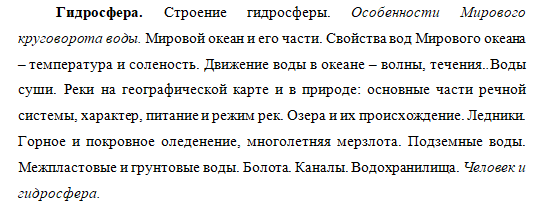 Гидросфера. Строение гидросферы. Особенности Мирового
круговорота воды. Мировой океан и его части. Свойства вод Мирового океана
– температура и соленость. Движение воды в океане – волны, течения.. Воды
суши. Реки на географической карте и в природе: основные части речной
системы, характер, питание и режим рек. Озера и их происхождение. Ледники.
Горное и покровное оледенение, многолетняя мерзлота. Подземные воды.
Межпластовые и грунтовые воды. Болота. Каналы. Водохранилища. Человек и
гидросфера.